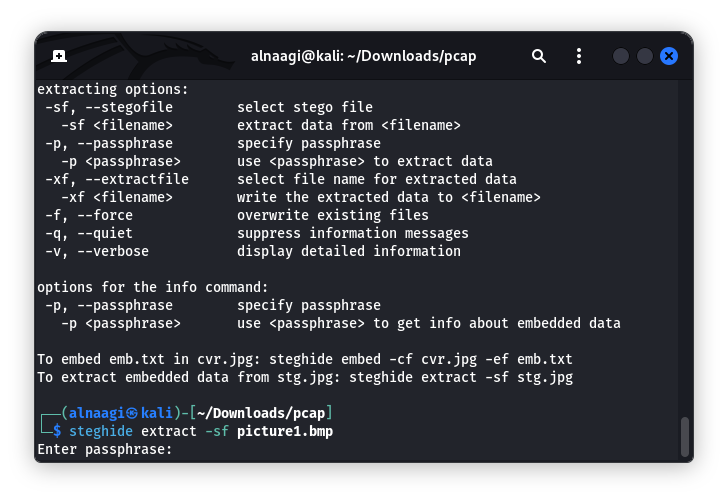 alnaagi@kali: ~/Downloads/pcap
extracting options:
-sf, --stegofile        select stego file
-sf <filename>        extract data from <filename>
-p, --passphrase        specify passphrase
-p <passphrase>       use <passphrase> to extract data
-xf, --extractfile      select file name for extracted data
-xf <filename>        write the extracted data to <filename>
-f, --force             overwrite existing files
-q, --quiet             suppress information messages
-v, --verbose           display detailed information
options for the info command:
-p, --passphrase        specify passphrase
-p <passphrase>       use <passphrase> to get info about embedded data
To embed emb.txt in cvr.jpg: steghide embed -cf cvr.jpg -ef emb.txt
To extract embedded data from stg.jpg: steghide extract -sf stg.jpg
┌──(alnaagi㉿kali)-[~/Downloads/pcap]
└─$ steghide extract -sf picture1.bmp
Enter passphrase: